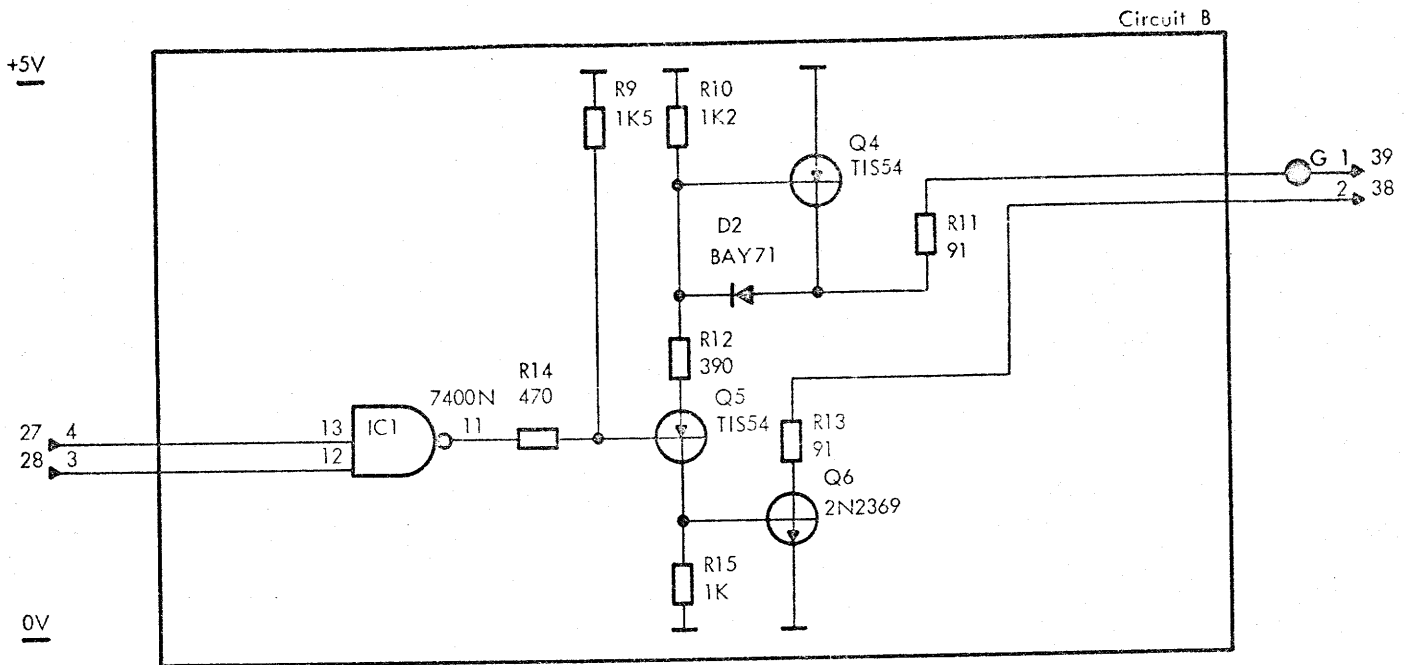 Circuit B
+5V
R9
1K5
R10
1K2
Q4
TIS54
G 1 39
2 38
D2
BAY71
R11
91
R12
390
R14
470
7400N
11
Q5
TIS54
R13
91
27 4
28 3
13
12
IC1
Q6
2N2369
R15
1K
0V